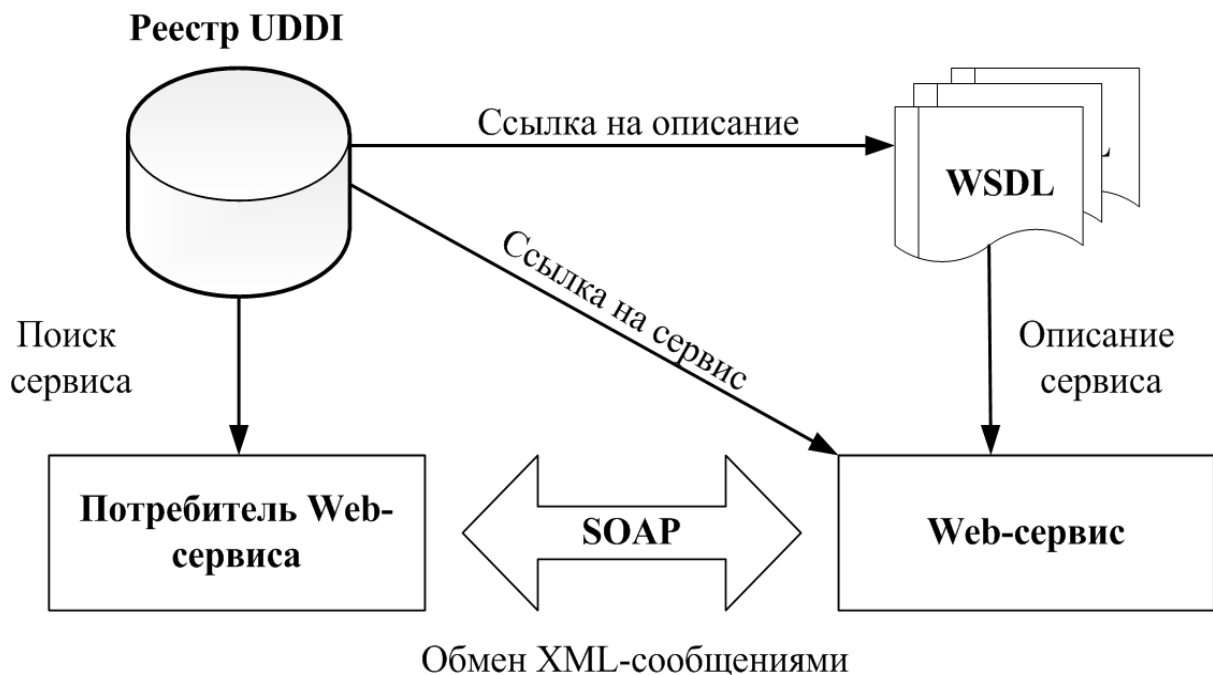 Реестр UDDI
Ссылка на описание
WSDL
Ссылка на сервис
Поиск
сервиса
Описание
сервиса
Потребитель Web-
сервиса
SOAP
Web-сервис
Обмен XML-сообщениями